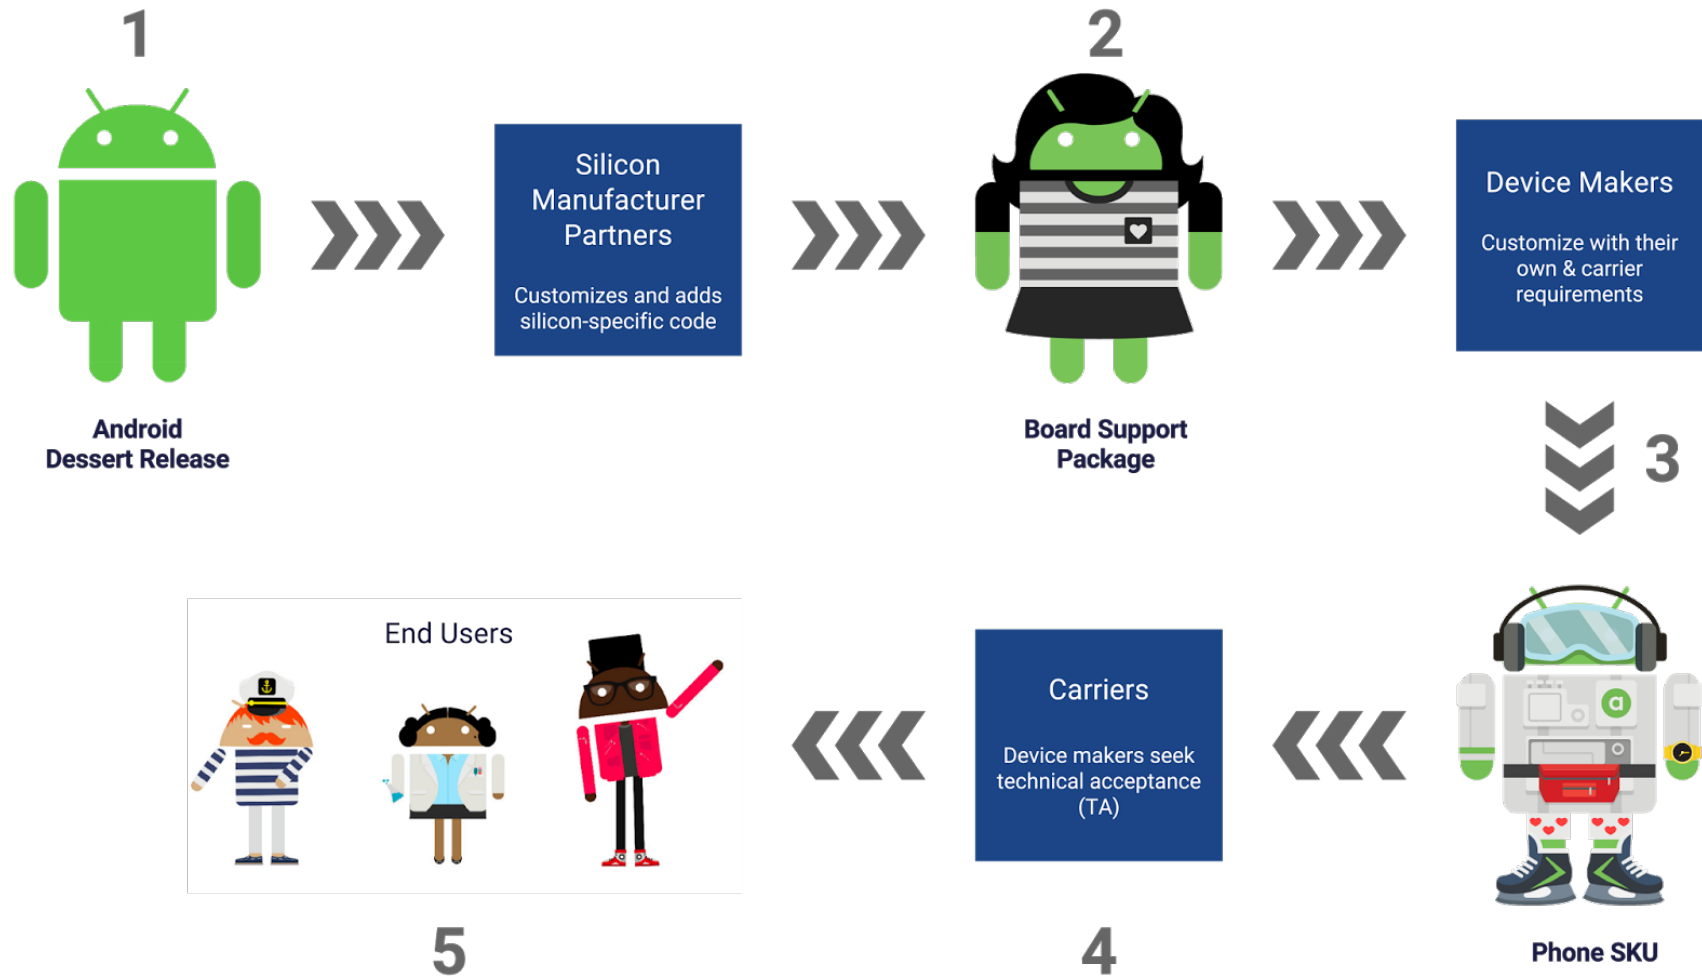 1
Android
Dessert Release
Silicon
Manufacturer
Partners
Customizes and adds
silicon-specific code
2
Board Support
Package
Device Makers
Customize with their
own & carrier
requirements
3
a
Phone SKU
Carriers
Device makers seek
technical acceptance
(TA)
4
End Users
5